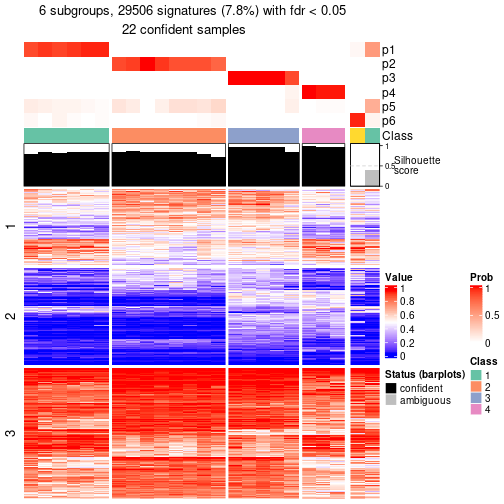 6 subgroups, 29506 signatures (7.8%) with fdr < 0.05
22 confident samples
p1
p2
p3
p4
p5
p6
Class
1
0.5
0
Silhouette
score
1
2
3
Value
1
0.8
0.6
0.4
0.2
0
Prob
1
0.5
0
Status (barplots)
confident
ambiguous
Class
1
2
3
4